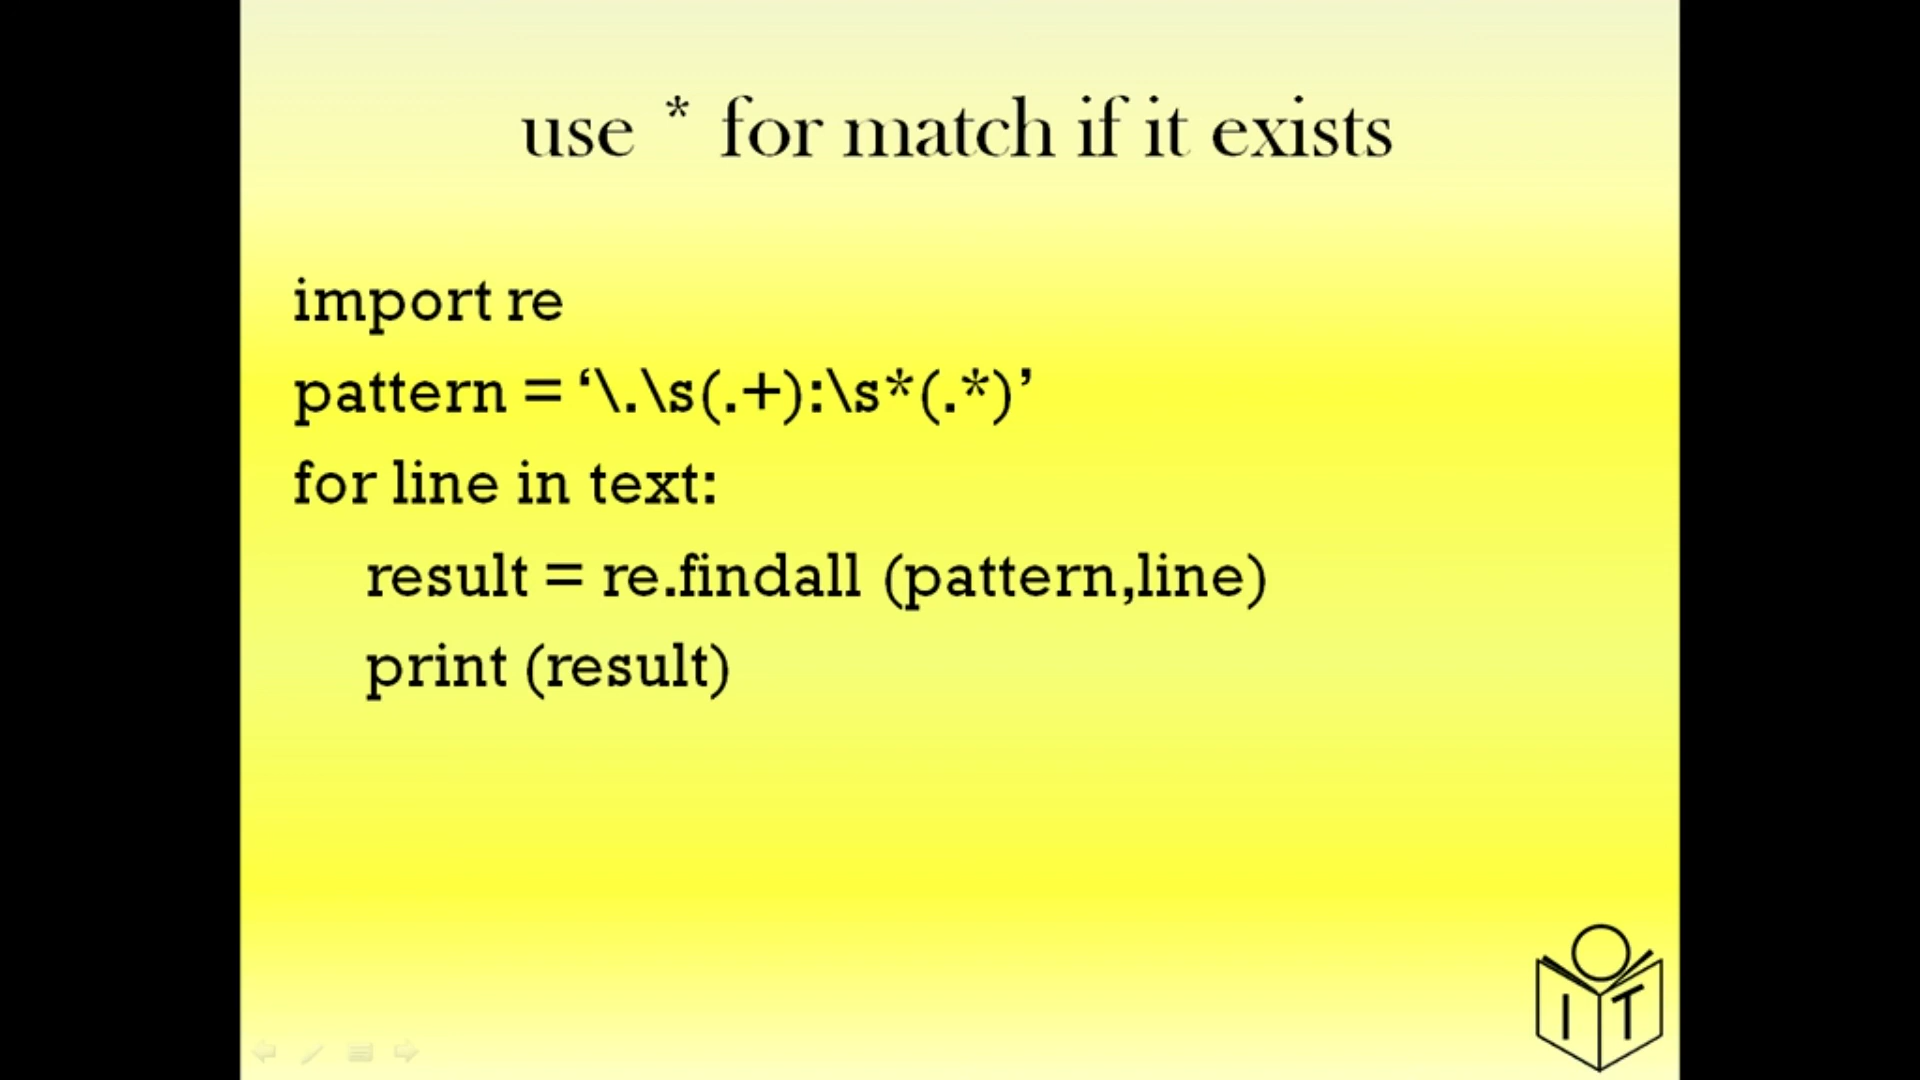 use * for match if it exists
import re
pattern = ‘\.\s(.+):\s*(.*)’
for line in text:
result = re.findall (pattern,line)
print (result)
I T